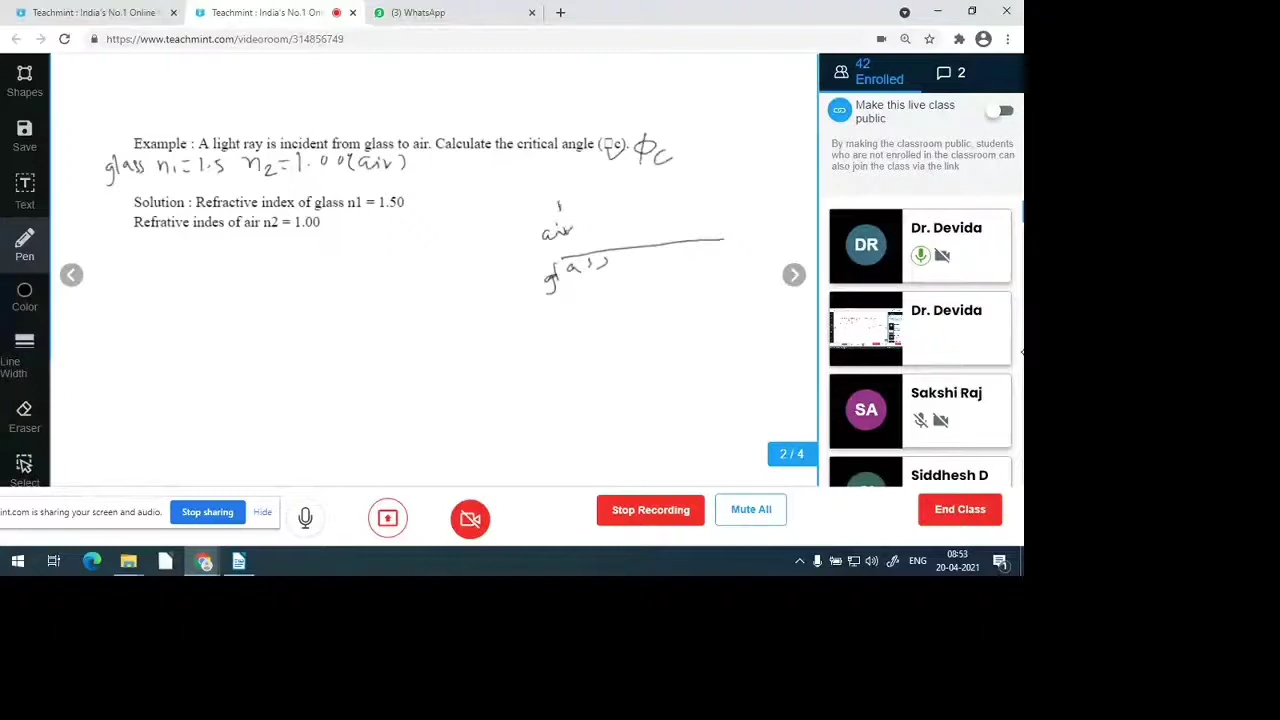 Teachmint : India's No.1 Online
Teachmint : India's No.1 On
(3) WhatsApp
https://www.teachmint.com/videoroom/314856749
Shapes
Save
Text
Pen
Color
Line Width
Eraser
Select
Example : A light ray is incident from glass to air. Calculate the critical angle (□c). ϕc
glass n1=1.5 n2=1.00(air)
Solution : Refractive index of glass n1 = 1.50
Refrative indes of air n2 = 1.00
air
glass
2 / 4
42 Enrolled
2
Make this live class public
By making the classroom public, students who are not enrolled in the classroom can also join the class via the link
DR
Dr. Devida
Dr. Devida
SA
Sakshi Raj
Siddhesh D
int.com is sharing your screen and audio.
Stop sharing
Hide
Stop Recording
Mute All
End Class
ENG
08:53
20-04-2021
1